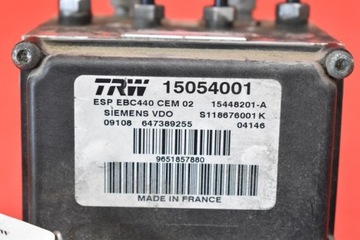 TRW 15054001
ESP EBC440 CEM 02 15448201-A
SIEMENS VDO S118676001 K
09108 647389255 04146
9651857880
MADE IN FRANCE